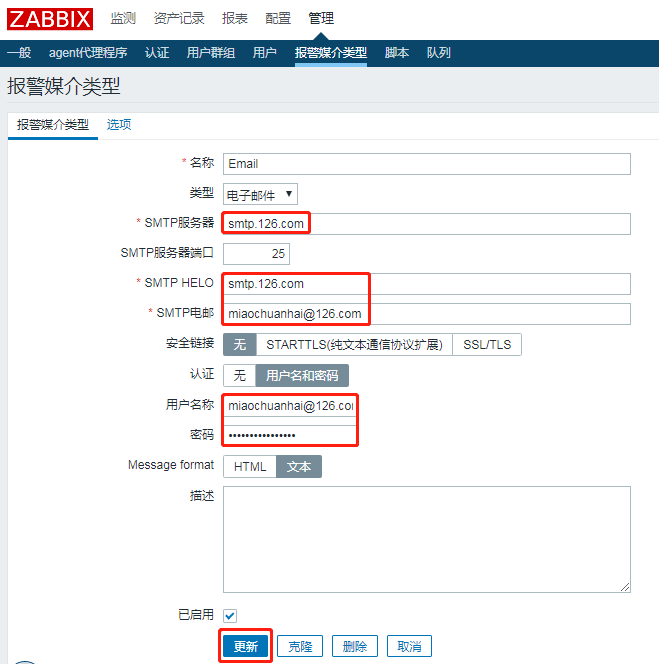 ZABBIX 监测 资产记录 报表 配置 管理
一般 agent代理程序 认证 用户群组 用户 报警媒介类型 脚本 队列
报警媒介类型
报警媒介类型 选项
* 名称 Email
类型 电子邮件
* SMTP服务器 smtp.126.com
SMTP服务器端口 25
* SMTP HELO smtp.126.com
* SMTP电邮 miaochuanhai@126.com
安全链接 无 STARTTLS(纯文本通信协议扩展) SSL/TLS
认证 无 用户名和密码
用户名称 miaochuanhai@126.co
密码 •••••••••••••••
Message format HTML 文本
描述
已启用
更新 克隆 删除 取消